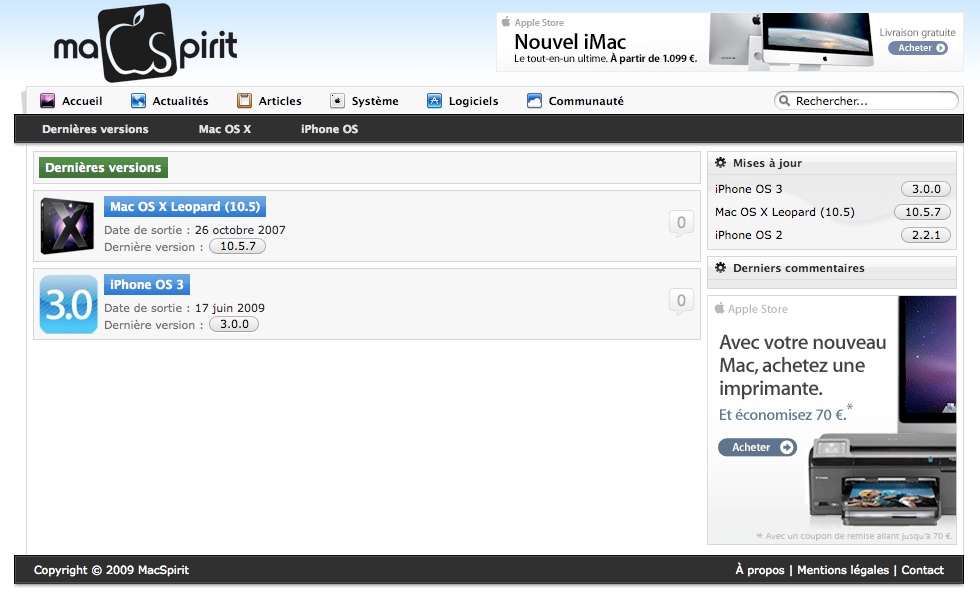 macSpirit
Apple Store
Nouvel iMac
Le tout-en-un ultime. À partir de 1.099 €.
Livraison gratuite
Acheter
Accueil
Actualités
Articles
Système
Logiciels
Communauté
Rechercher...
Dernières versions
Mac OS X
iPhone OS
Dernières versions
Mac OS X Leopard (10.5)
Date de sortie : 26 octobre 2007
Dernière version : 10.5.7
0
iPhone OS 3
3.0
Date de sortie : 17 juin 2009
Dernière version : 3.0.0
0
Mises à jour
iPhone OS 3 3.0.0
Mac OS X Leopard (10.5) 10.5.7
iPhone OS 2 2.2.1
Derniers commentaires
Apple Store
Avec votre nouveau
Mac, achetez une
imprimante.
Et économisez 70 €.*
Acheter
* Avec un coupon de remise allant jusqu'à 70 €.
Copyright © 2009 MacSpirit
À propos | Mentions légales | Contact